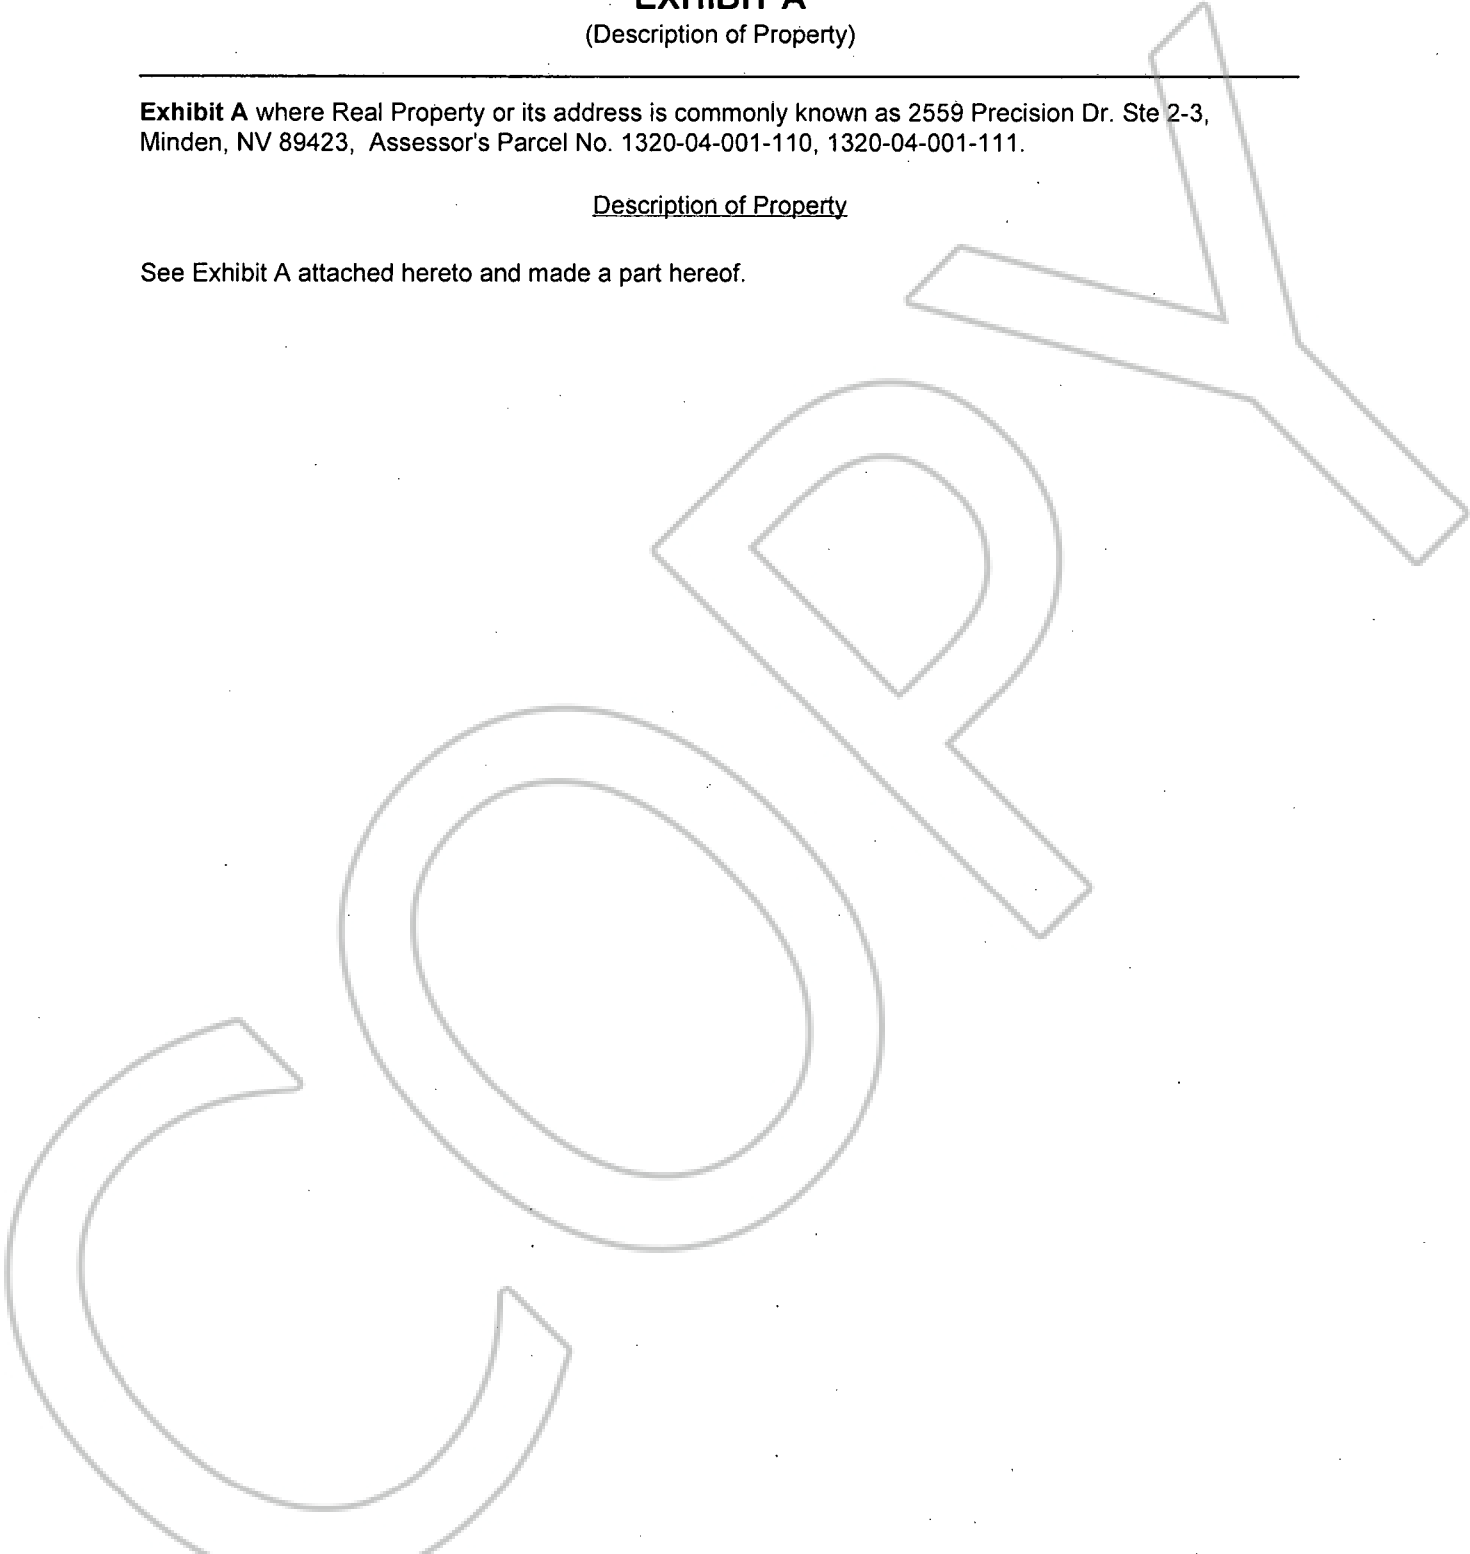 EXHIBIT A
(Description of Property)
Exhibit A where Real Property or its address is commonly known as 2559 Precision Dr. Ste 2-3,
Minden, NV 89423, Assessor's Parcel No. 1320-04-001-110, 1320-04-001-111.
Description of Property
See Exhibit A attached hereto and made a part hereof.
COPY